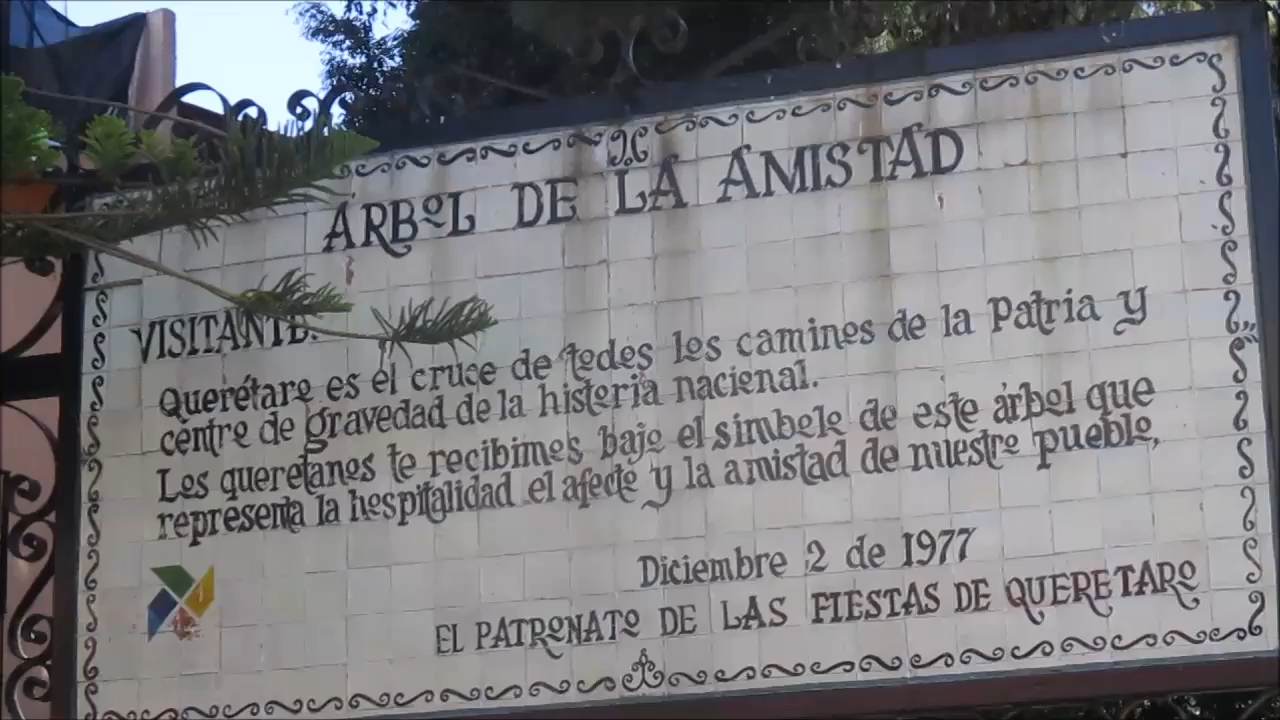 ÁRBOL DE LA AMISTAD
VISITANTE:
Querétaro es el cruce de todos los caminos de la Patria y
centro de gravedad de la historia nacional.
Los queretanos te recibimos bajo el simbolo de este árbol que
representa la hospitalidad el afecto y la amistad de nuestro pueblo,
Diciembre 2 de 1977
EL PATRONATO DE LAS FIESTAS DE QUERETARO